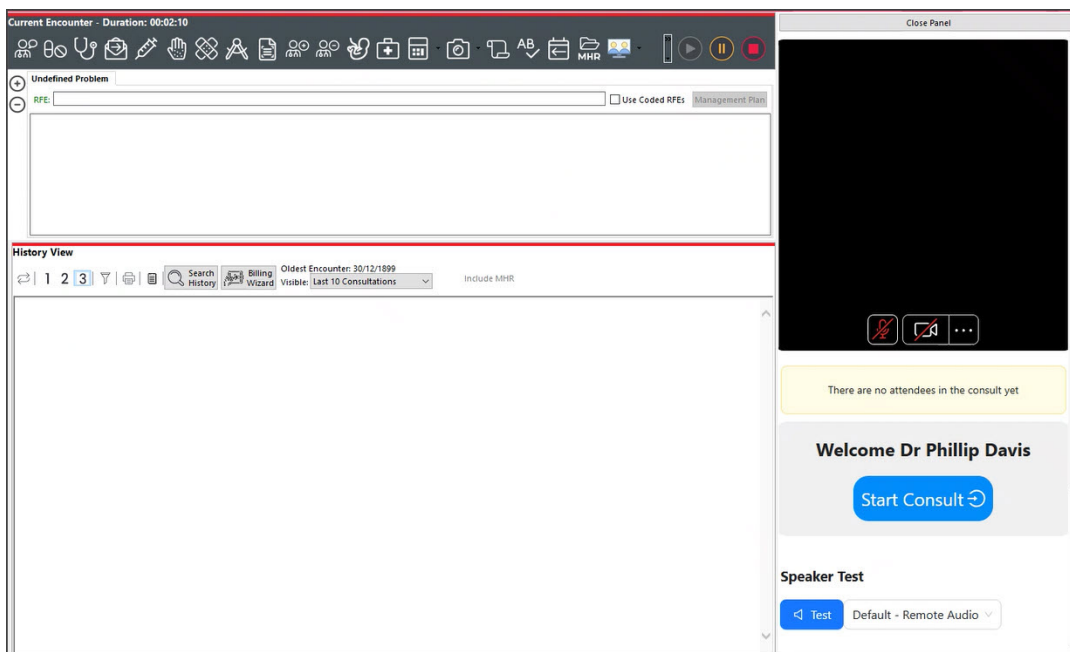 Current Encounter - Duration: 00:02:10
MHR
Undefined Problem
RFE:
Use Coded RFEs
Management Plan
History View
1 2 3
Search History
Billing Wizard
Oldest Encounter: 30/12/1899
Visible: Last 10 Consultations
Include MHR
Close Panel
There are no attendees in the consult yet
Welcome Dr Phillip Davis
Start Consult
Speaker Test
Test
Default - Remote Audio